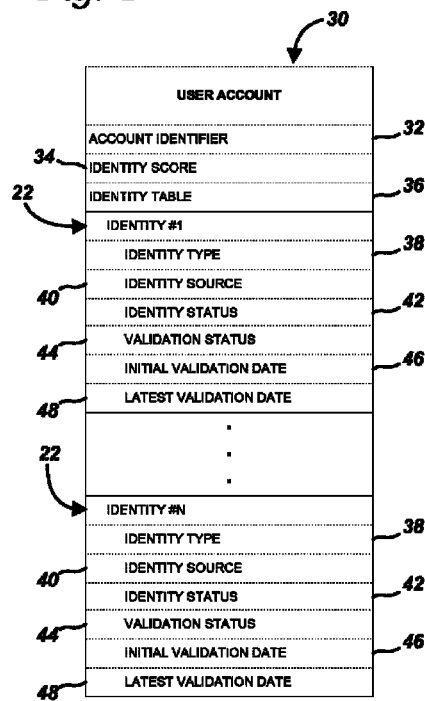 30
USER ACCOUNT
ACCOUNT IDENTIFIER 32
34 IDENTITY SCORE
IDENTITY TABLE 36
22 IDENTITY #1
IDENTITY TYPE 38
40 IDENTITY SOURCE
IDENTITY STATUS 42
44 VALIDATION STATUS
INITIAL VALIDATION DATE 46
48 LATEST VALIDATION DATE
.
.
.
22 IDENTITY #N
IDENTITY TYPE 38
40 IDENTITY SOURCE
IDENTITY STATUS 42
44 VALIDATION STATUS
INITIAL VALIDATION DATE 46
48 LATEST VALIDATION DATE